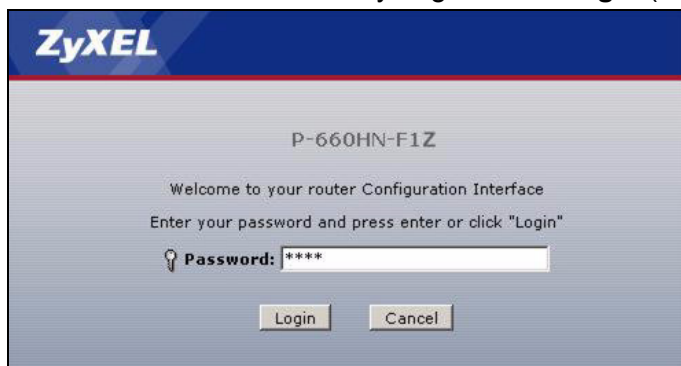 ZyXEL
P-660HN-F1Z
Welcome to your router Configuration Interface
Enter your password and press enter or click "Login"
Password: ****
Login Cancel